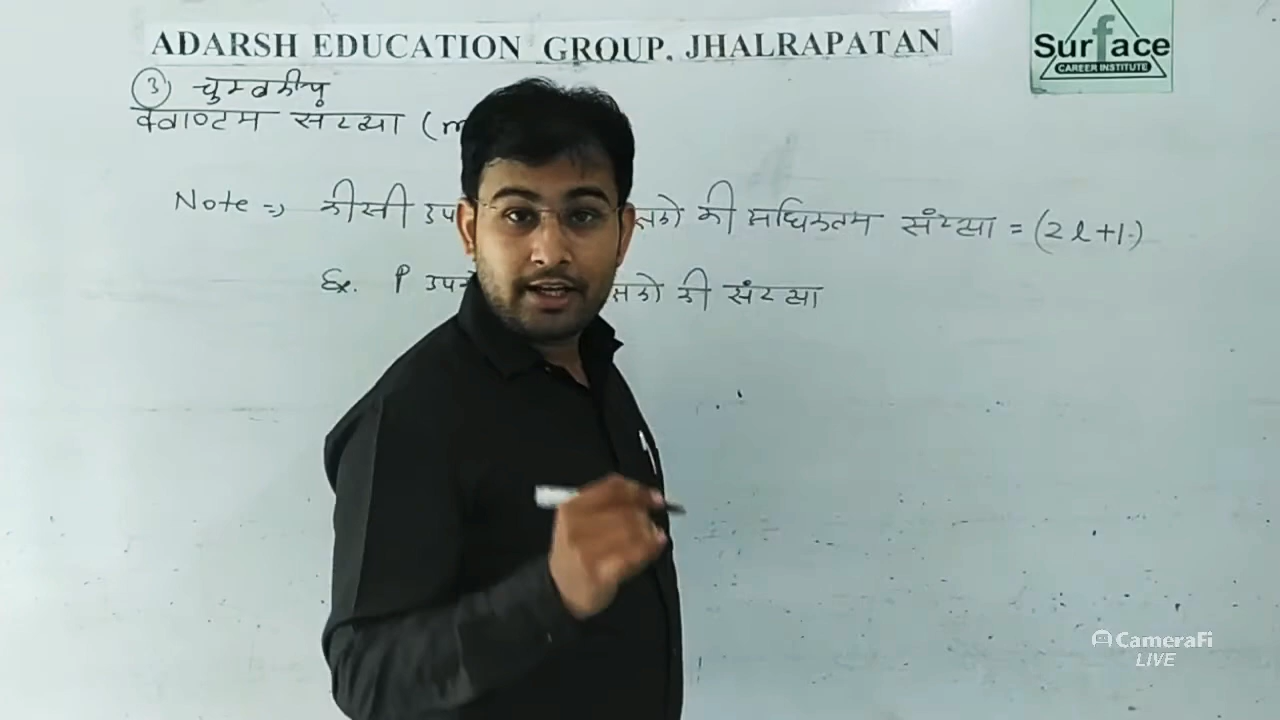 ADARSH EDUCATION GROUP, JHALRAPATAN
Surface
CAREER INSTITUTE
③ चुम्बकीय
क्वाण्टम संख्या (m
Note => कीसी उप की अधिकतम संख्या = (2l+1)
Ex. P उप की संख्या
CameraFi
LIVE